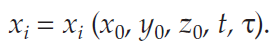 xᵢ = xᵢ (x₀, y₀, z₀, t, τ).